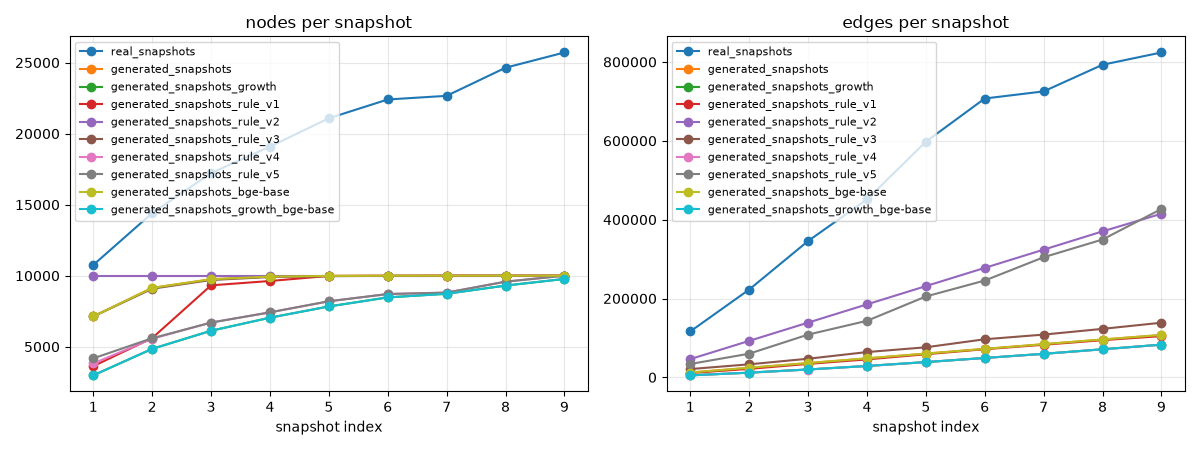 nodes per snapshot
25000
20000
15000
10000
5000
real_snapshots
generated_snapshots
generated_snapshots_growth
generated_snapshots_rule_v1
generated_snapshots_rule_v2
generated_snapshots_rule_v3
generated_snapshots_rule_v4
generated_snapshots_rule_v5
generated_snapshots_bge-base
generated_snapshots_growth_bge-base
1 2 3 4 5 6 7 8 9
snapshot index
edges per snapshot
800000
600000
400000
200000
0
real_snapshots
generated_snapshots
generated_snapshots_growth
generated_snapshots_rule_v1
generated_snapshots_rule_v2
generated_snapshots_rule_v3
generated_snapshots_rule_v4
generated_snapshots_rule_v5
generated_snapshots_bge-base
generated_snapshots_growth_bge-base
1 2 3 4 5 6 7 8 9
snapshot index